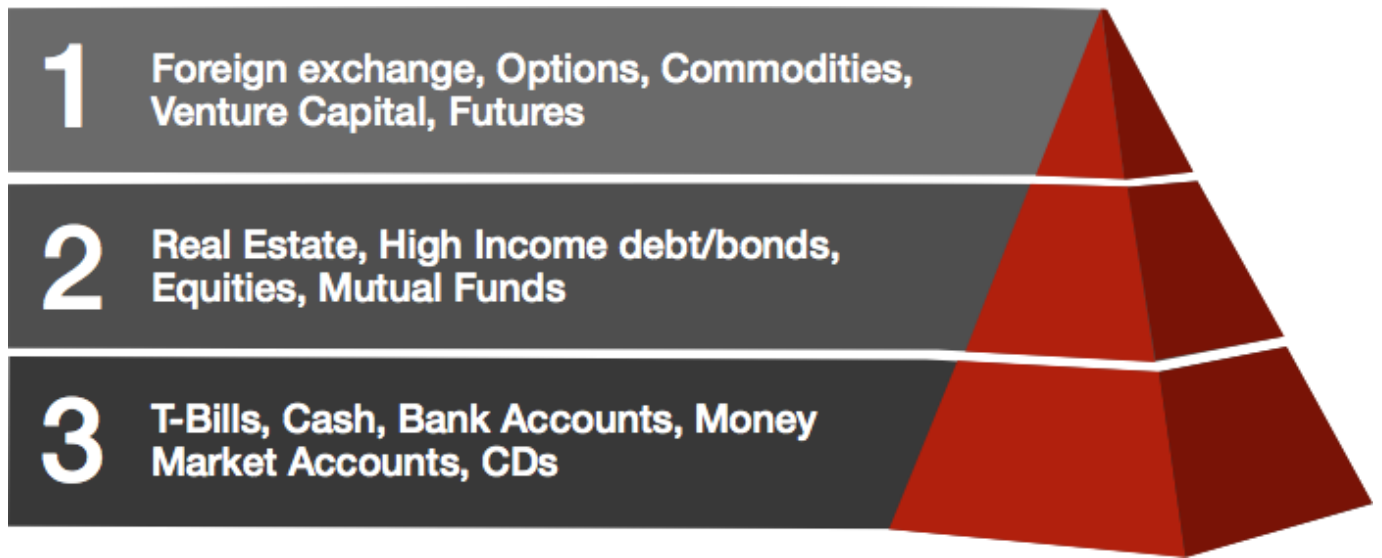 1
Foreign exchange, Options, Commodities,
Venture Capital, Futures
2
Real Estate, High Income debt/bonds,
Equities, Mutual Funds
3
T-Bills, Cash, Bank Accounts, Money
Market Accounts, CDs